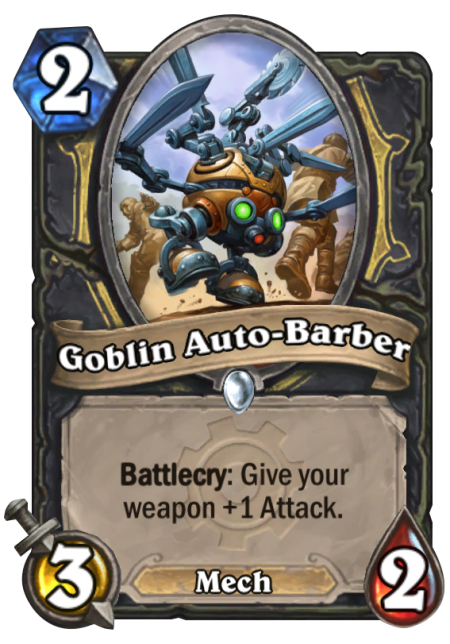 2
Goblin Auto-Barber
Battlecry: Give your
weapon +1 Attack.
3
Mech
2